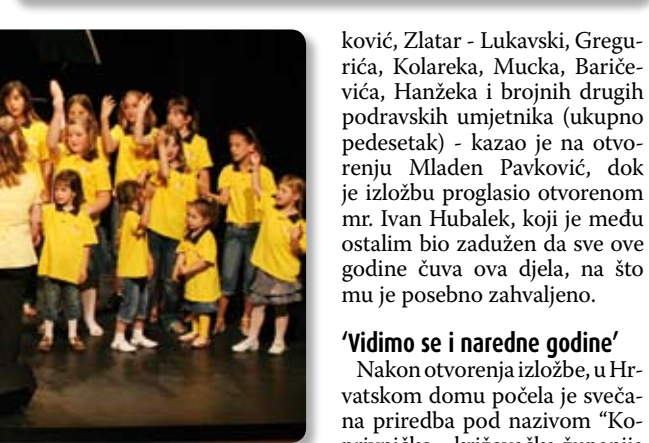 ković, Zlatar - Lukavski, Gregu-
rića, Kolareka, Mucka, Bariče-
vića, Hanžeka i brojnih drugih
podravskih umjetnika (ukupno
pedesetak) - kazao je na otvo-
renju Mladen Pavković, dok
je izložbu proglasio otvorenom
mr. Ivan Hubalek, koji je među
ostalim bio zadužen da sve ove
godine čuva ova djela, na što
mu je posebno zahvaljeno.
‘Vidimo se i naredne godine’
Nakon otvorenja izložbe, u Hr-
vatskom domu počela je sveča-
na priredba pod nazivom “Ko-
privničko - križevačka županija